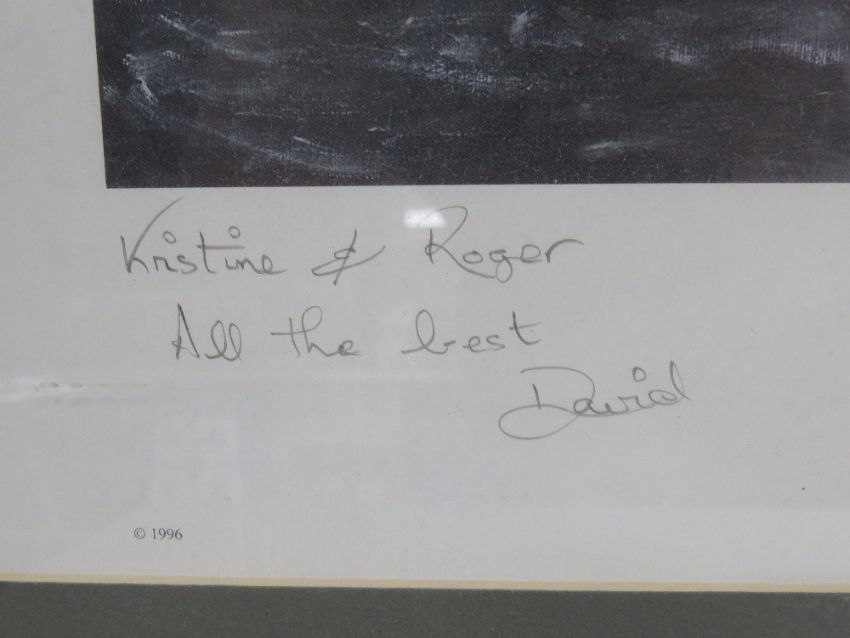 Kristine & Roger
All the best
David
© 1996